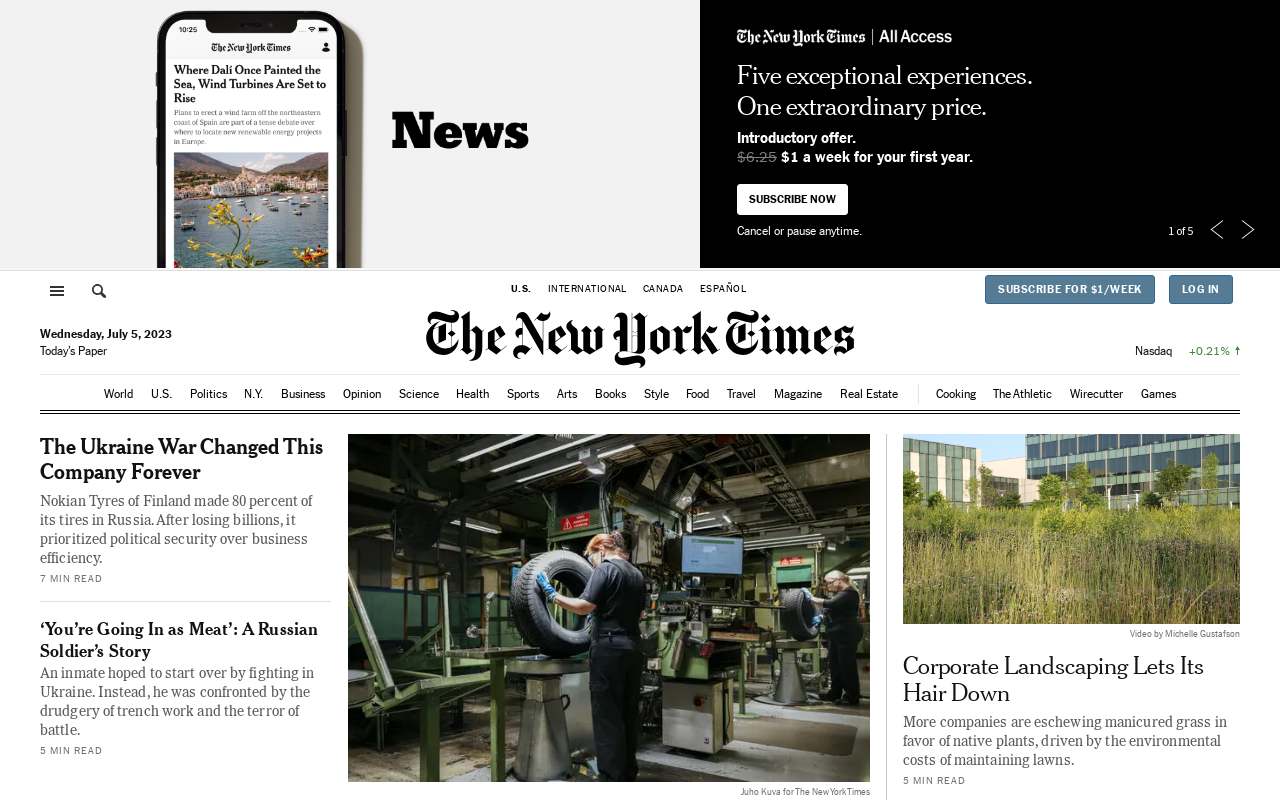 10:25
The New York Times
Where Dalí Once Painted the
Sea, Wind Turbines Are Set to
Rise
Plans to erect a wind farm off the northeastern
coast of Spain are part of a tense debate over
where to locate new renewable energy projects
in Europe.
News
The New York Times | All Access
Five exceptional experiences.
One extraordinary price.
Introductory offer.
$6.25 $1 a week for your first year.
SUBSCRIBE NOW
Cancel or pause anytime.
1 of 5
U.S. INTERNATIONAL CANADA ESPAÑOL
SUBSCRIBE FOR $1/WEEK
LOG IN
Wednesday, July 5, 2023
Today's Paper
The New York Times
Nasdaq +0.21%
World U.S. Politics N.Y. Business Opinion Science Health Sports Arts Books Style Food Travel Magazine Real Estate Cooking The Athletic Wirecutter Games
The Ukraine War Changed This
Company Forever
Nokian Tyres of Finland made 80 percent of
its tires in Russia. After losing billions, it
prioritized political security over business
efficiency.
7 MIN READ
‘You’re Going In as Meat’: A Russian
Soldier’s Story
An inmate hoped to start over by fighting in
Ukraine. Instead, he was confronted by the
drudgery of trench work and the terror of
battle.
5 MIN READ
Juho Kuva for The New York Times
Video by Michelle Gustafson
Corporate Landscaping Lets Its
Hair Down
More companies are eschewing manicured grass in
favor of native plants, driven by the environmental
costs of maintaining lawns.
5 MIN READ